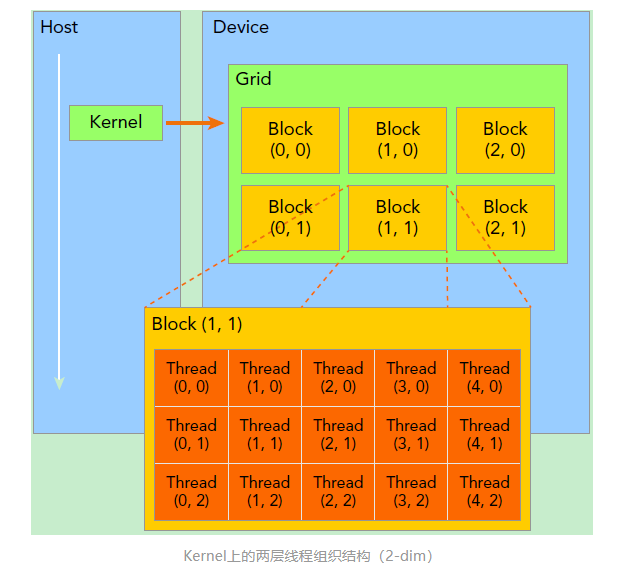 Host
Device
Grid
Kernel
Block
(0, 0)
Block
(1, 0)
Block
(2, 0)
Block
(0, 1)
Block
(1, 1)
Block
(2, 1)
Block (1, 1)
Thread
(0, 0)
Thread
(1, 0)
Thread
(2, 0)
Thread
(3, 0)
Thread
(4, 0)
Thread
(0, 1)
Thread
(1, 1)
Thread
(2, 1)
Thread
(3, 1)
Thread
(4, 1)
Thread
(0, 2)
Thread
(1, 2)
Thread
(2, 2)
Thread
(3, 2)
Thread
(4, 2)
Kernel上的两层线程组织结构（2-dim）